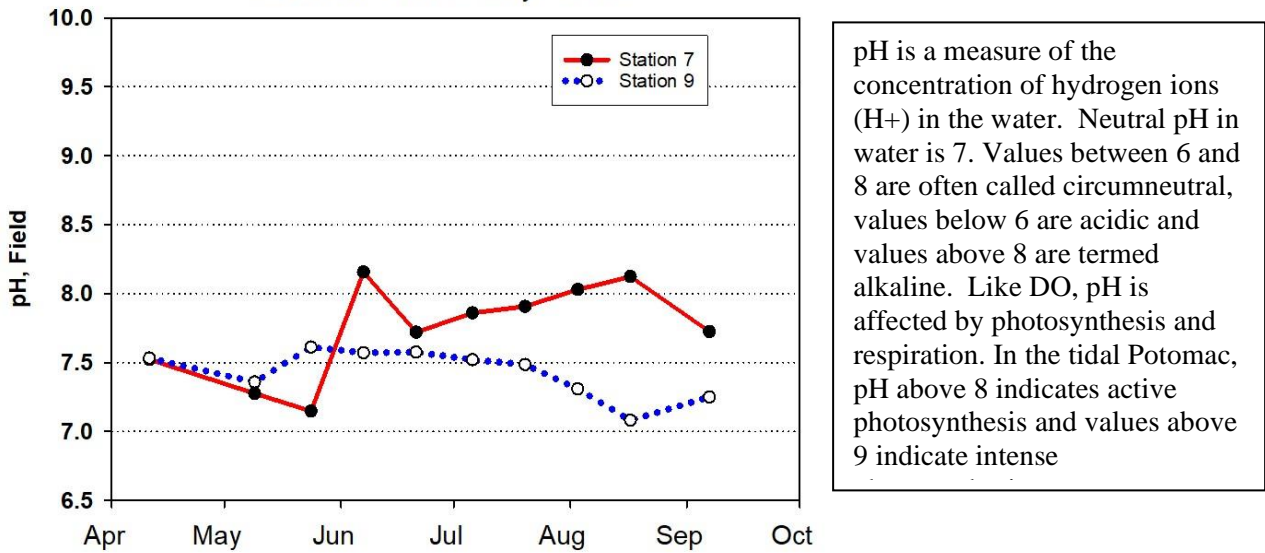 10.0
9.5
9.0
8.5
8.0
7.5
7.0
6.5
pH, Field
Apr May Jun Jul Aug Sep Oct
Station 7
Station 9
pH is a measure of the
concentration of hydrogen ions
(H+) in the water. Neutral pH in
water is 7. Values between 6 and
8 are often called circumneutral,
values below 6 are acidic and
values above 8 are termed
alkaline. Like DO, pH is
affected by photosynthesis and
respiration. In the tidal Potomac,
pH above 8 indicates active
photosynthesis and values above
9 indicate intense